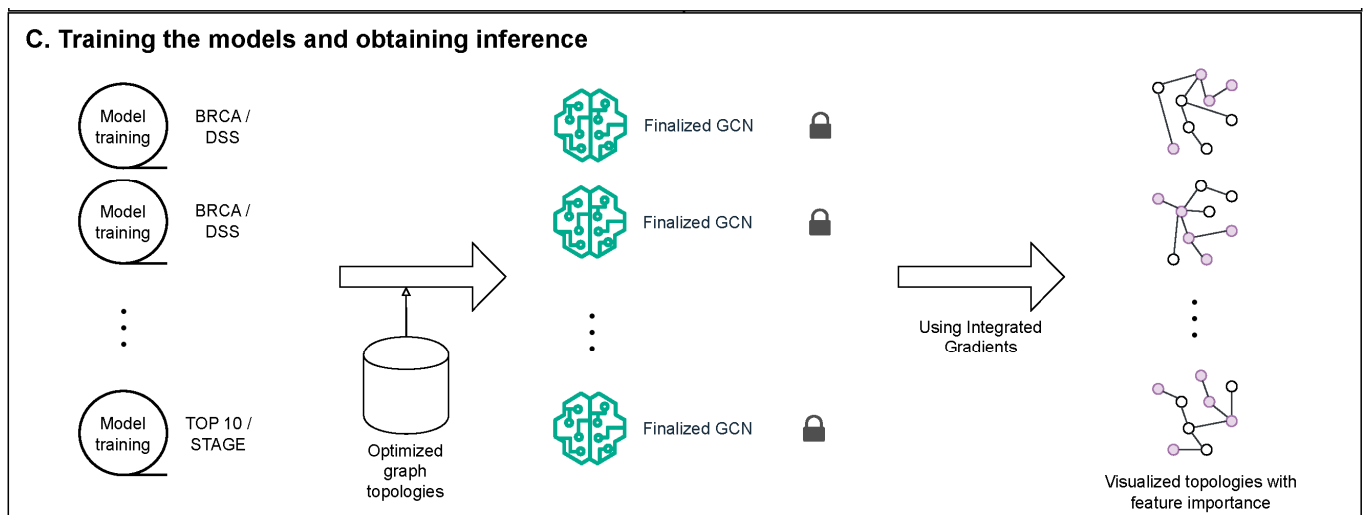 C. Training the models and obtaining inference
Model
training
BRCA /
DSS
Finalized GCN
Model
training
BRCA /
DSS
Finalized GCN
Using Integrated
Gradients
Model
training
TOP 10 /
STAGE
Finalized GCN
Optimized
graph
topologies
Visualized topologies with
feature importance